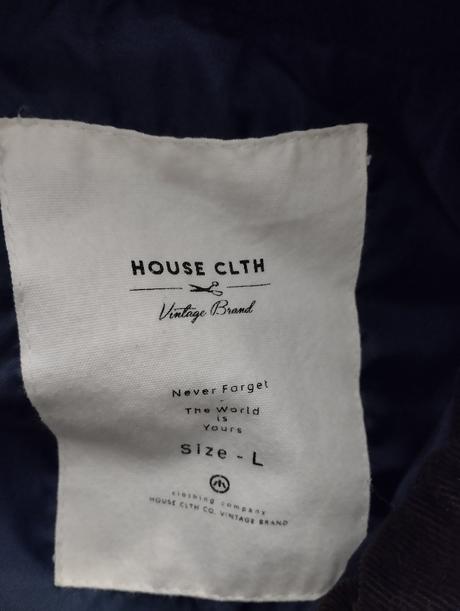 HOUSE CLTH
Vintage Brand
Never Forget
-
The World
is
Yours
Size - L
clothing company
HOUSE CLTH CO. VINTAGE BRAND